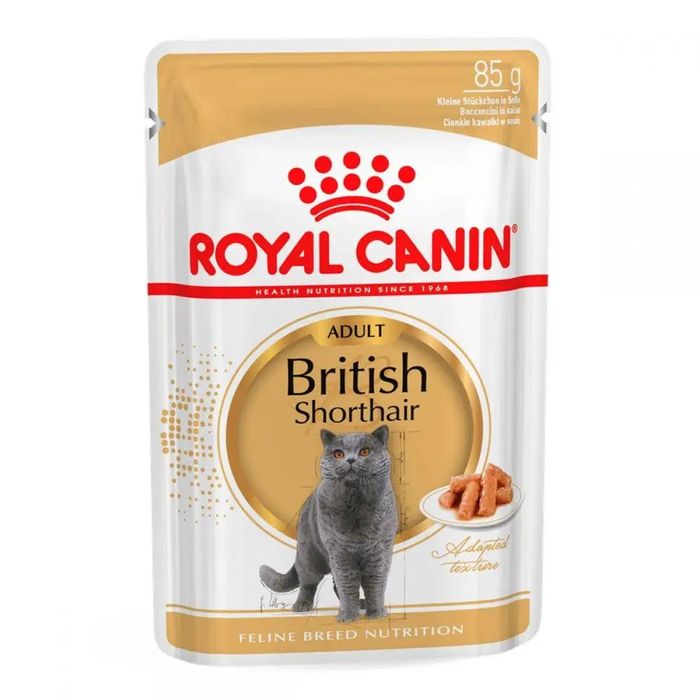 85 g
Kleine Stückchen in Soße
Bocconcini in salsa
Cienkie kawałki w sosie
ROYAL CANIN®
HEALTH NUTRITION SINCE 1968
ADULT
British
Shorthair
Adapted
texture
FELINE BREED NUTRITION